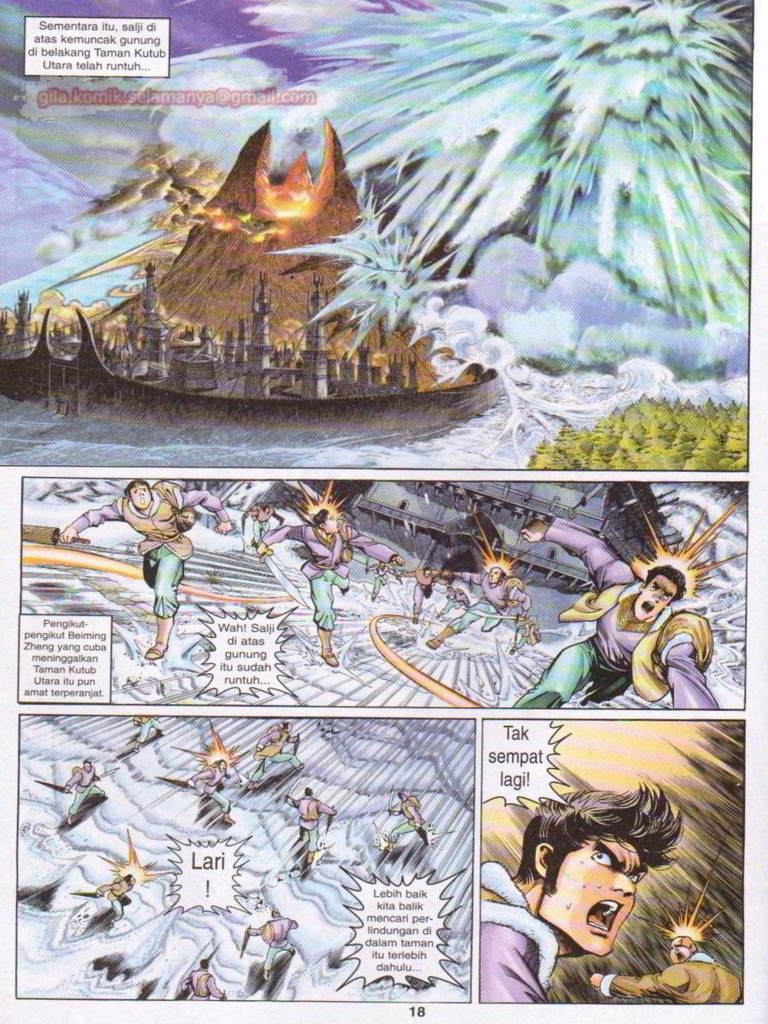 Sementara itu, salji di
atas kemuncak gunung
di belakang Taman Kutub
Utara telah runtuh...
gila.komik.selamanya@gmail.com
Pengikut-
pengikut Beiming
Zheng yang cuba
meninggalkan
Taman Kutub
Utara itu pun
amat terperanjat.
Wah! Salji
di atas
gunung
itu sudah
runtuh...
Lari
!
Lebih baik
kita balik
mencari per-
lindungan di
dalam taman
itu terlebih
dahulu...
Tak
sempat
lagi!
18